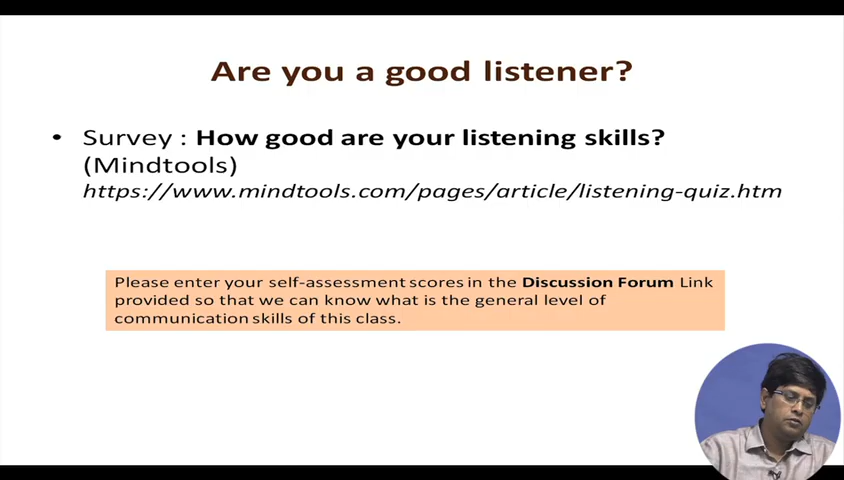 Are you a good listener?
• Survey : How good are your listening skills?
(Mindtools)
https://www.mindtools.com/pages/article/listening-quiz.htm
Please enter your self-assessment scores in the Discussion Forum Link
provided so that we can know what is the general level of
communication skills of this class.